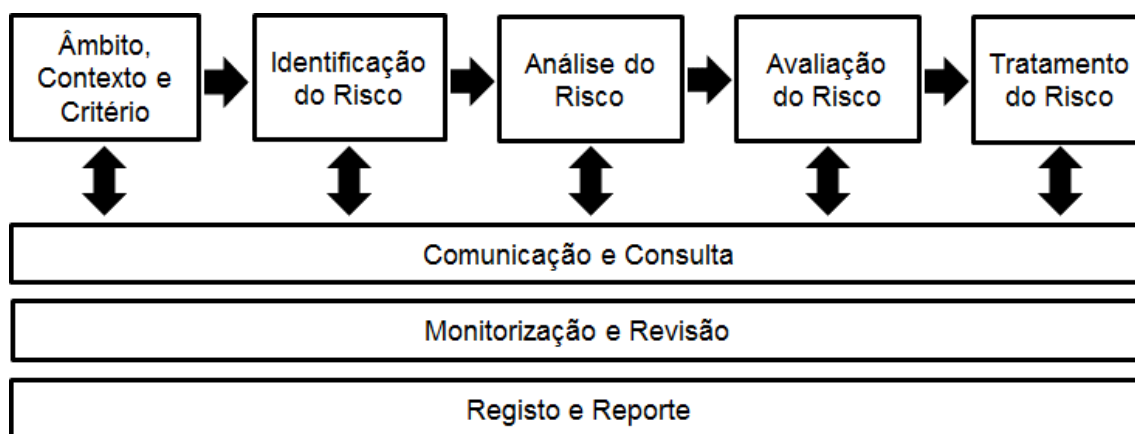 Âmbito,
Contexto e
Critério
Identificação
do Risco
Análise do
Risco
Avaliação
do Risco
Tratamento
do Risco
Comunicação e Consulta
Monitorização e Revisão
Registo e Reporte